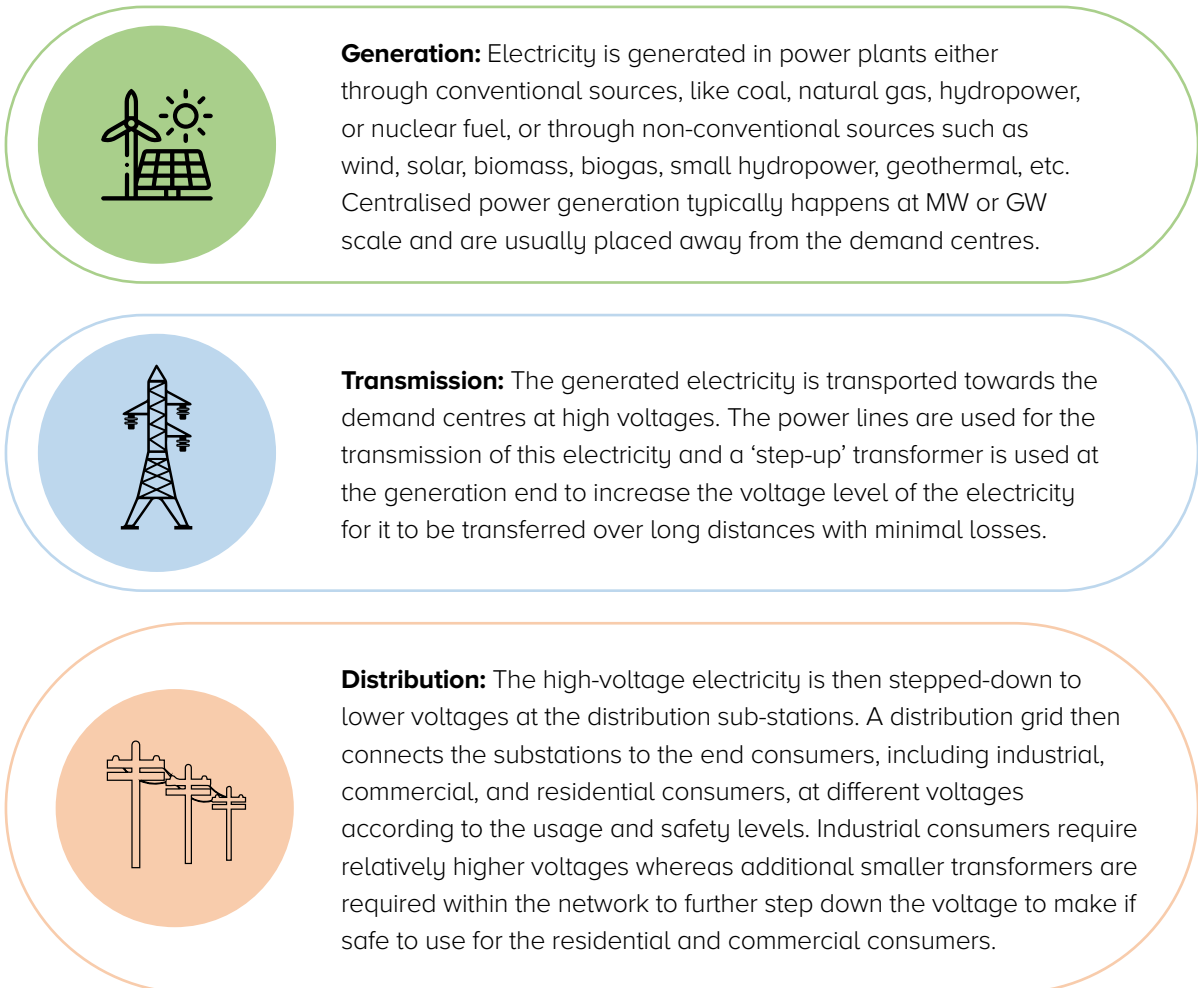 Generation: Electricity is generated in power plants either
through conventional sources, like coal, natural gas, hydropower,
or nuclear fuel, or through non-conventional sources such as
wind, solar, biomass, biogas, small hydropower, geothermal, etc.
Centralised power generation typically happens at MW or GW
scale and are usually placed away from the demand centres.
Transmission: The generated electricity is transported towards the
demand centres at high voltages. The power lines are used for the
transmission of this electricity and a ‘step-up’ transformer is used at
the generation end to increase the voltage level of the electricity
for it to be transferred over long distances with minimal losses.
Distribution: The high-voltage electricity is then stepped-down to
lower voltages at the distribution sub-stations. A distribution grid then
connects the substations to the end consumers, including industrial,
commercial, and residential consumers, at different voltages
according to the usage and safety levels. Industrial consumers require
relatively higher voltages whereas additional smaller transformers are
required within the network to further step down the voltage to make if
safe to use for the residential and commercial consumers.